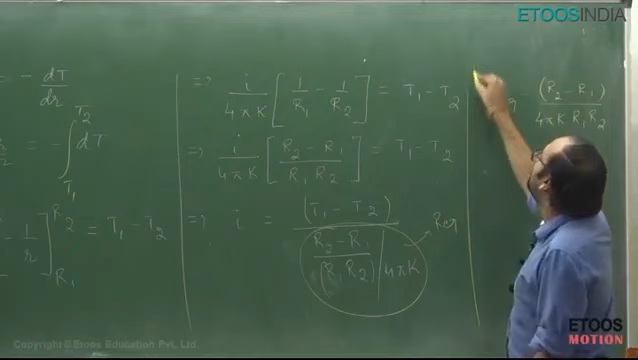 ETOOSINDIA
= - dT/dr
= - ∫_{T1}^{T2} dT
- 1/r ]_{R1}^{R2} = T1 - T2
=> i/4πK [ 1/R1 - 1/R2 ] = T1 - T2
=> i/4πK [ (R2 - R1)/(R1 R2) ] = T1 - T2
=> i = (T1 - T2) / ((R2 - R1)/(R1 R2) / 4πK)
(R2 - R1)/(4πK R1 R2)
Copyright © Etoos Education Pvt. Ltd.
ETOOS
MOTION